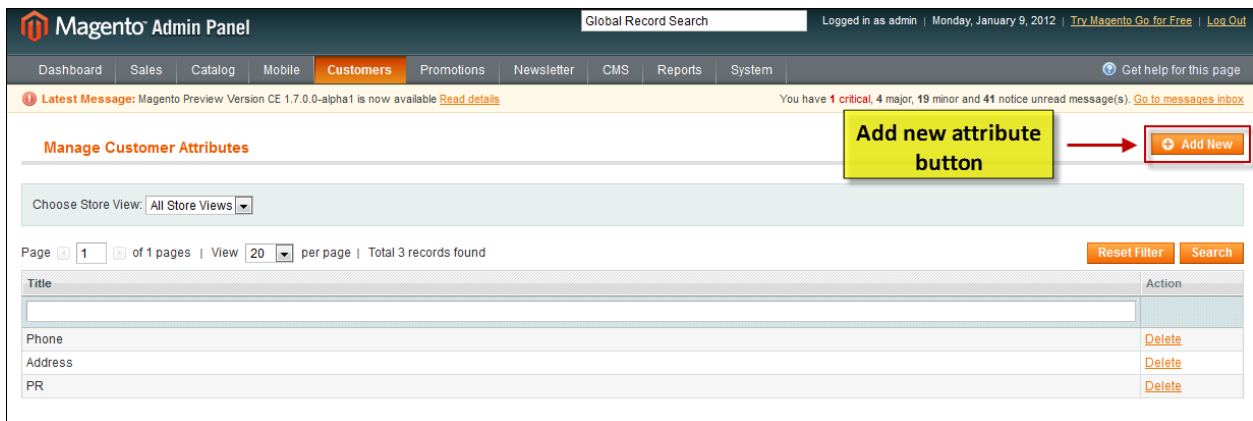 Magento Admin Panel
Global Record Search
Logged in as admin | Monday, January 9, 2012 | Try Magento Go for Free | Log Out
Dashboard Sales Catalog Mobile Customers Promotions Newsletter CMS Reports System
Get help for this page
Latest Message: Magento Preview Version CE 1.7.0.0-alpha1 is now available Read details
You have 1 critical, 4 major, 19 minor and 41 notice unread message(s). Go to messages inbox
Manage Customer Attributes
Add new attribute
button
Add New
Choose Store View: All Store Views
Page 1 of 1 pages | View 20 per page | Total 3 records found
Reset Filter Search
Title Action
Phone Delete
Address Delete
PR Delete